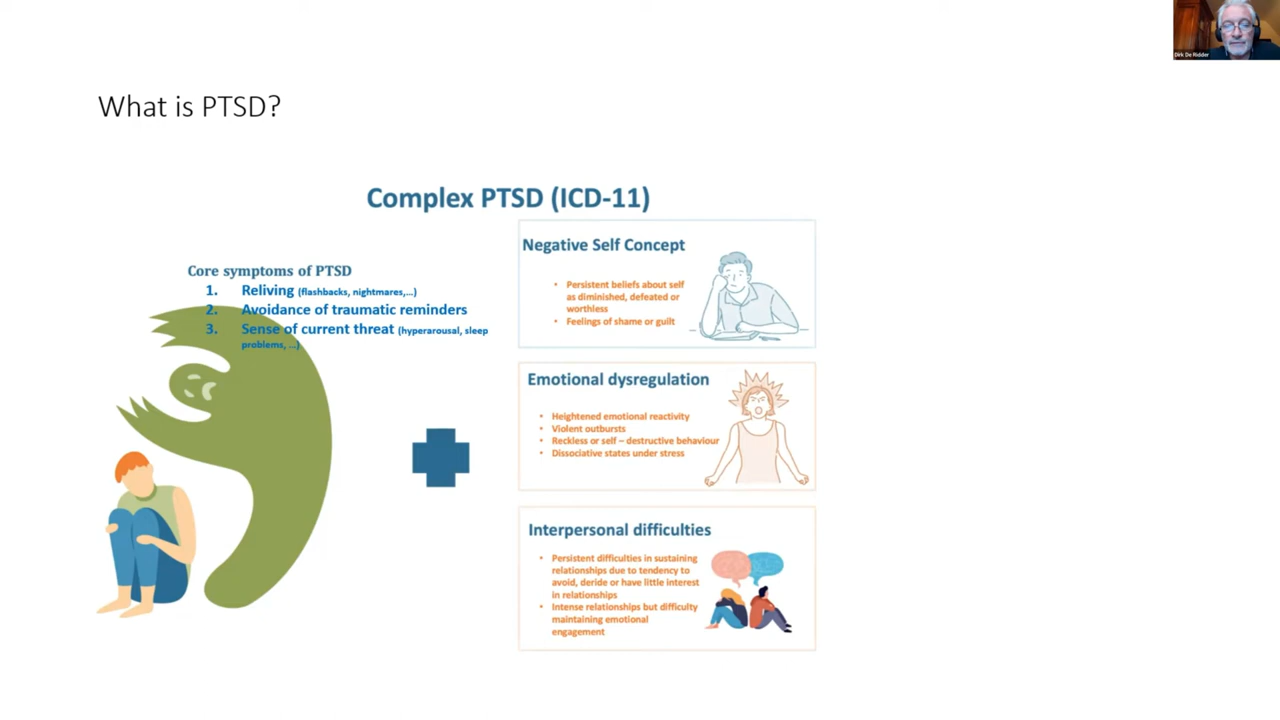 Dirk De Ridder
What is PTSD?
Complex PTSD (ICD-11)
Core symptoms of PTSD
1. Reliving (flashbacks, nightmares,...)
2. Avoidance of traumatic reminders
3. Sense of current threat (hyperarousal, sleep
problems, ...)
Negative Self Concept
• Persistent beliefs about self
as diminished, defeated or
worthless
• Feelings of shame or guilt
Emotional dysregulation
• Heightened emotional reactivity
• Violent outbursts
• Reckless or self – destructive behaviour
• Dissociative states under stress
Interpersonal difficulties
• Persistent difficulties in sustaining
relationships due to tendency to
avoid, deride or have little interest
in relationships
• Intense relationships but difficulty
maintaining emotional
engagement